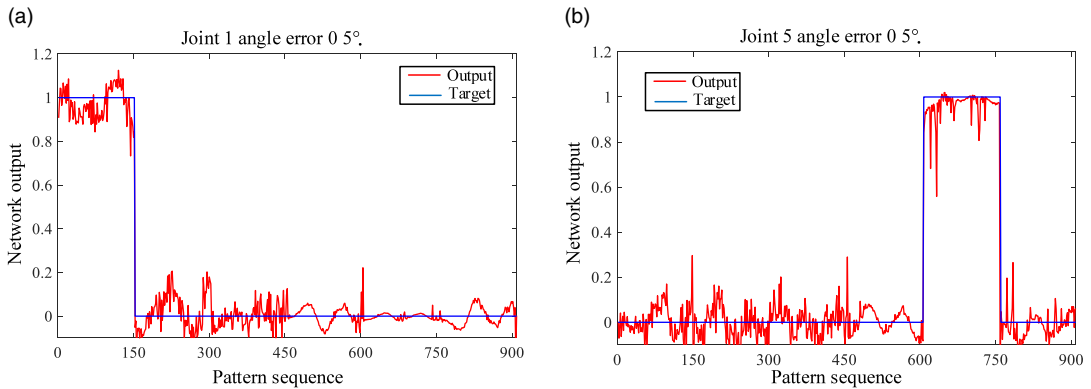 (a)
Joint 1 angle error 0 5°.
Output
Target
Network output
1.2
1
0.8
0.6
0.4
0.2
0
0 150 300 450 600 750 900
Pattern sequence
(b)
Joint 5 angle error 0 5°.
Output
Target
Network output
1.2
1
0.8
0.6
0.4
0.2
0
0 150 300 450 600 750 900
Pattern sequence